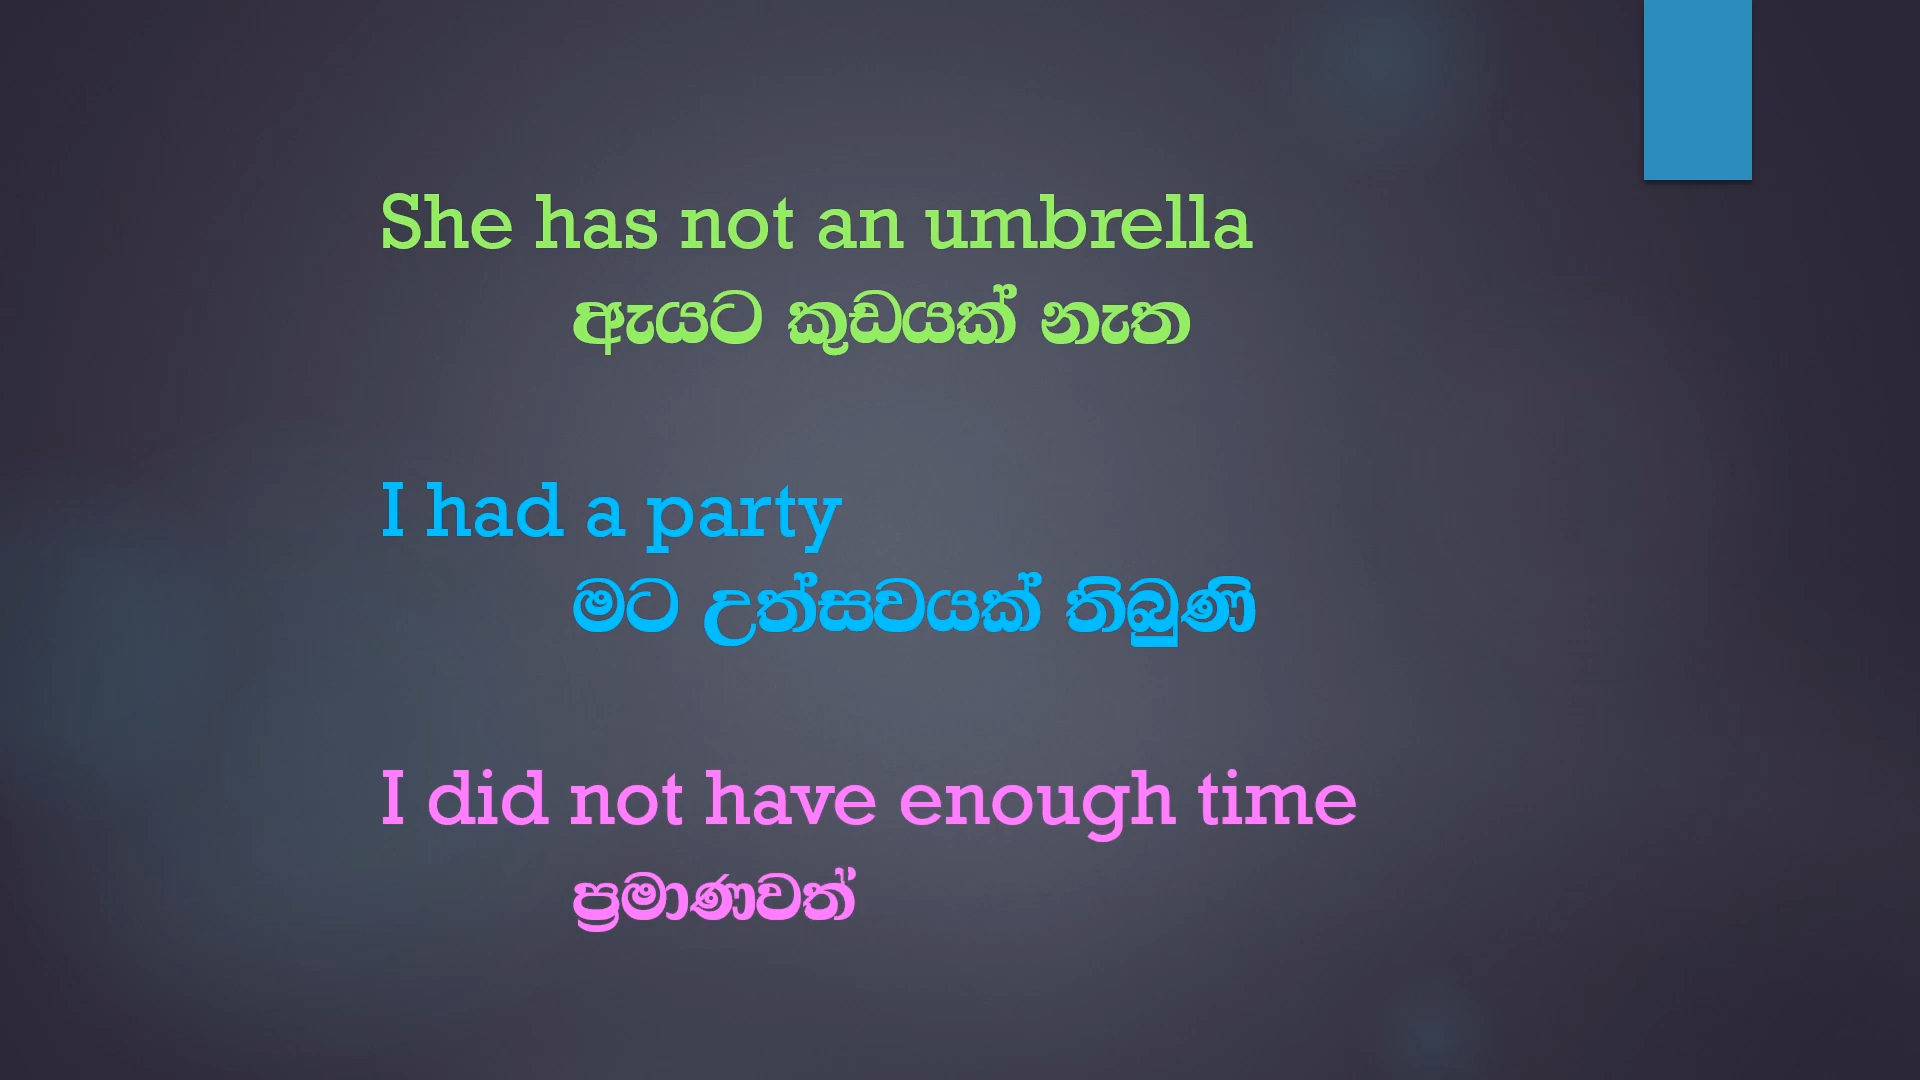 She has not an umbrella
ඇයට කුඩයක් නැත
I had a party
මට උත්සවයක් තිබුණි
I did not have enough time
ප්‍රමාණවත්